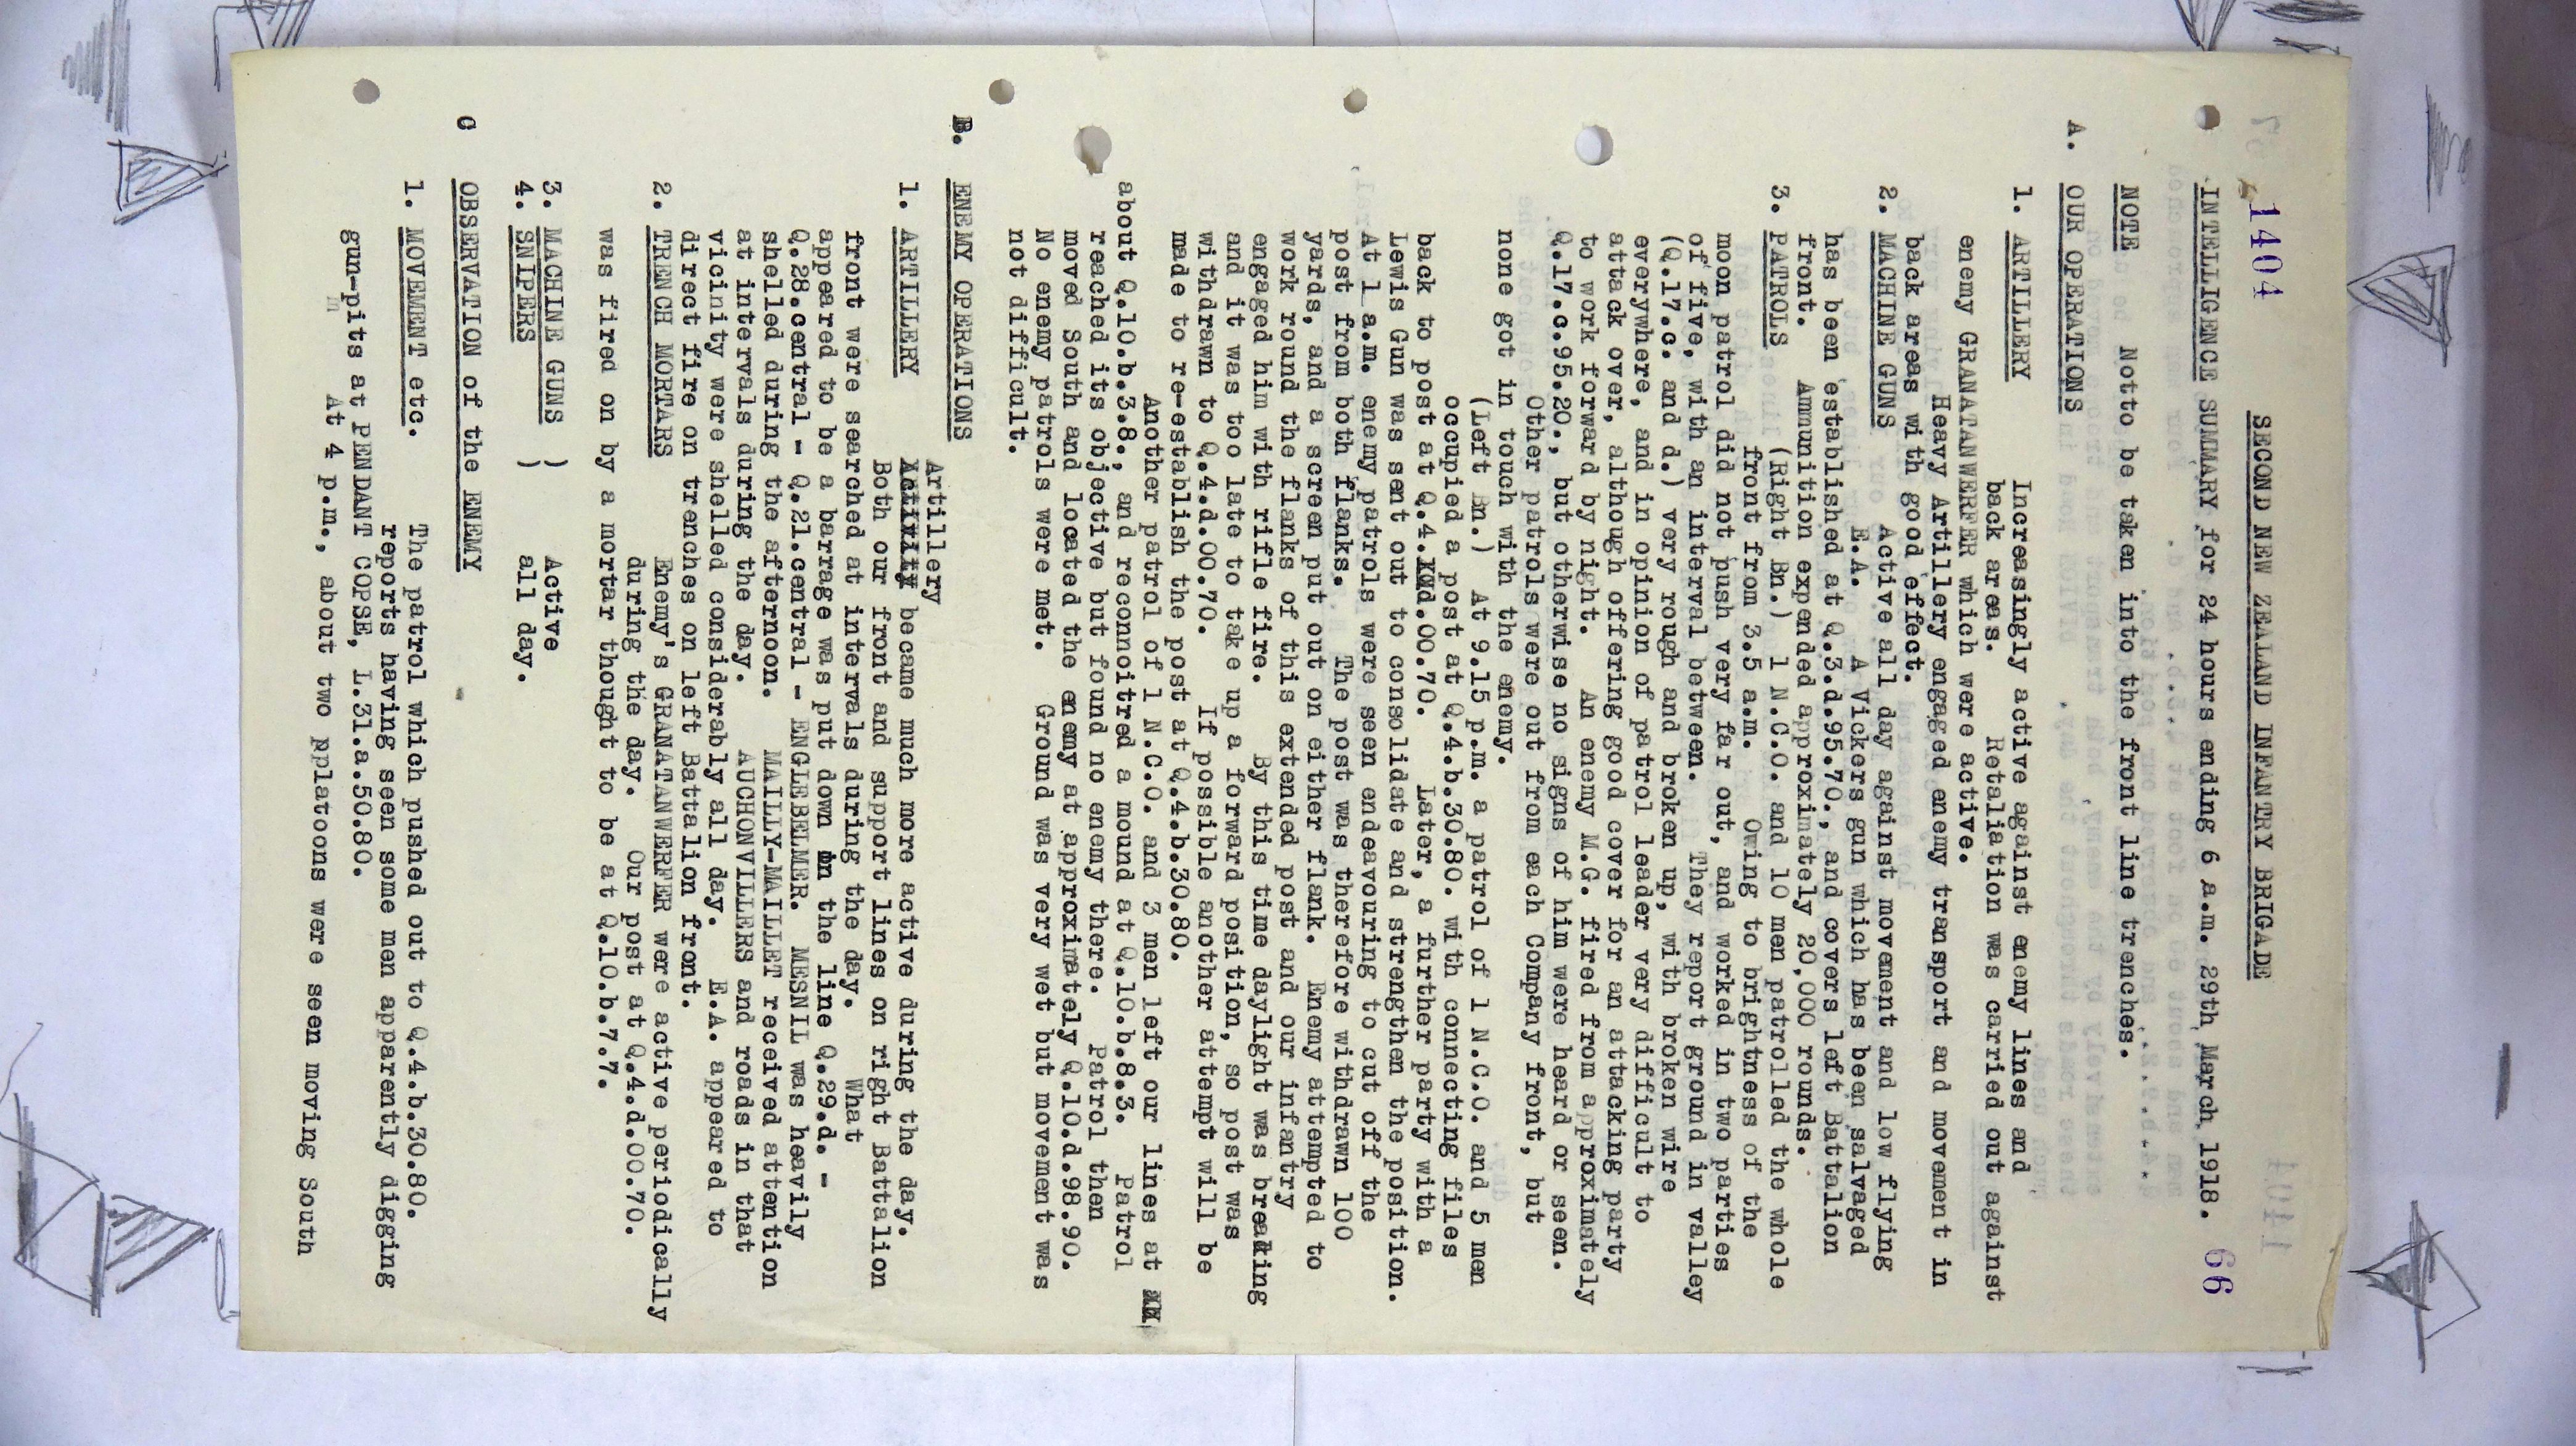 1404
SECOND NEW ZEALAND INFANTRY BRIGADE
INTELLIGENCE SUMMARY for 24 hours ending 6 a.m. 29th March 1918. 66
NOTE Notto be taken into the front line trenches.
A. OUR OPERATIONS
1. ARTILLERY Increasingly active against enemy lines and
back areas. Retaliation was carried out against
enemy GRANATANWERFER which were active.
Heavy Artillery engaged enemy transport and movement in
back areas with good effect.
2. MACHINE GUNS Active all day against movement and low flying
E.A. A Vickers gun which has been salvaged
has been established at Q.3.d.95.70., and covers left Battalion
front. Ammunition expended approximately 20,000 rounds.
3. PATROLS (Right Bn.) 1 N.C.O. and 10 men patrolled the whole
front from 3.5 a.m. Owing to brightness of the
moon patrol did not push very far out, and worked in two parties
of five, with an interval between. They report ground in valley
(Q.17.c. and d.) very rough and broken up, with broken wire
everywhere, and in opinion of patrol leader very difficult to
attack over, although offering good cover for an attacking party
to work forward by night. An enemy M.G. fired from approximately
Q.17.c.95.20., but otherwise no signs of him were heard or seen.
Other patrols were out from each Company front, but
none got in touch with the enemy.
(Left Bn.) At 9.15 p.m. a patrol of 1 N.C.O. and 5 men
occupied a post at Q.4.b.30.80. with connecting files
back to post at Q.4.d.00.70. Later, a further party with a
Lewis Gun was sent out to consolidate and strengthen the position.
At 1 a.m. enemy patrols were seen endeavouring to cut off the
post from both flanks. The post was therefore withdrawn 100
yards, and a screen put out on either flank. Enemy attempted to
work round the flanks of this extended post and our infantry
engaged him with rifle fire. By this time daylight was breaking
and it was too late to take up a forward position, so post was
withdrawn to Q.4.d.00.70. If possible another attempt will be
made to re-establish the post at Q.4.b.30.80.
Another patrol of 1 N.C.O. and 3 men left our lines at
about Q.10.b.3.8., and reconnoitred a mound at Q.10.b.8.3. Patrol
reached its objective but found no enemy there. Patrol then
moved South and located the enemy at approximately Q.10.d.98.90.
No enemy patrols were met. Ground was very wet but movement was
not difficult.
B. ENEMY OPERATIONS
Artillery
1. ARTILLERY Activity became much more active during the day.
Both our front and support lines on right Battalion
front were searched at intervals during the day. What
appeared to be a barrage was put down on the line Q.29.d. -
Q.28.central - Q.21.central - ENGLEBELMER. MESNIL was heavily
shelled during the afternoon. MAILLY-MAILLET received attention
at intervals during the day. AUCHONVILLERS and roads in that
vicinity were shelled considerably all day. E.A. appeared to
direct fire on trenches on left Battalion front.
2. TRENCH MORTARS Enemy's GRANATANWERFER were active periodically
during the day. Our post at Q.4.d.00.70.
was fired on by a mortar thought to be at Q.10.b.7.7.
3. MACHINE GUNS ) Active
4. SNIPERS ) all day.
C OBSERVATION of the ENEMY
1. MOVEMENT etc. The patrol which pushed out to Q.4.b.30.80.
reports having seen some men apparently digging
gun-pits at PENDANT COPSE, L.31.a.50.80.
At 4 p.m., about two pplatoons were seen moving South